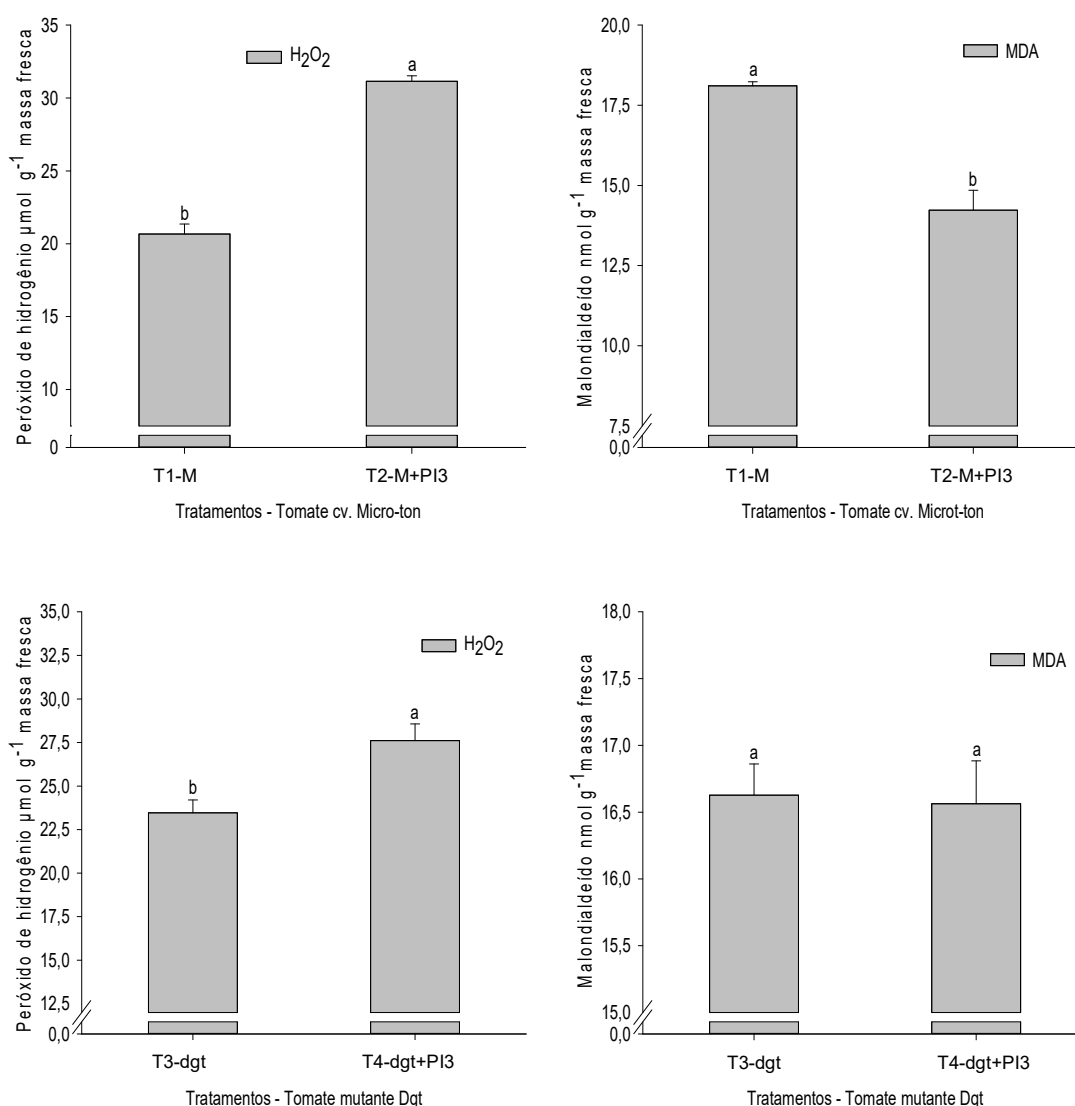 Peróxido de hidrogênio µmol g⁻¹ massa fresca
35
30
25
20
15
10
0
H₂O₂
b
a
T1-M
T2-M+PI3
Tratamentos - Tomate cv. Micro-ton
Malondialdeído nmol g⁻¹ massa fresca
20,0
17,5
15,0
12,5
10,0
7,5
0,0
MDA
a
b
T1-M
T2-M+PI3
Tratamentos - Tomate cv. Microt-ton
Peróxido de hidrogênio µmol g⁻¹ massa fresca
35,0
32,5
30,0
27,5
25,0
22,5
20,0
17,5
15,0
12,5
0,0
H₂O₂
b
a
T3-dgt
T4-dgt+PI3
Tratamentos - Tomate mutante Dgt
Malondialdeído nmol g⁻¹massa fresca
18,0
17,5
17,0
16,5
16,0
15,5
15,0
0,0
MDA
a
a
T3-dgt
T4-dgt+PI3
Tratamentos - Tomate mutante Dgt